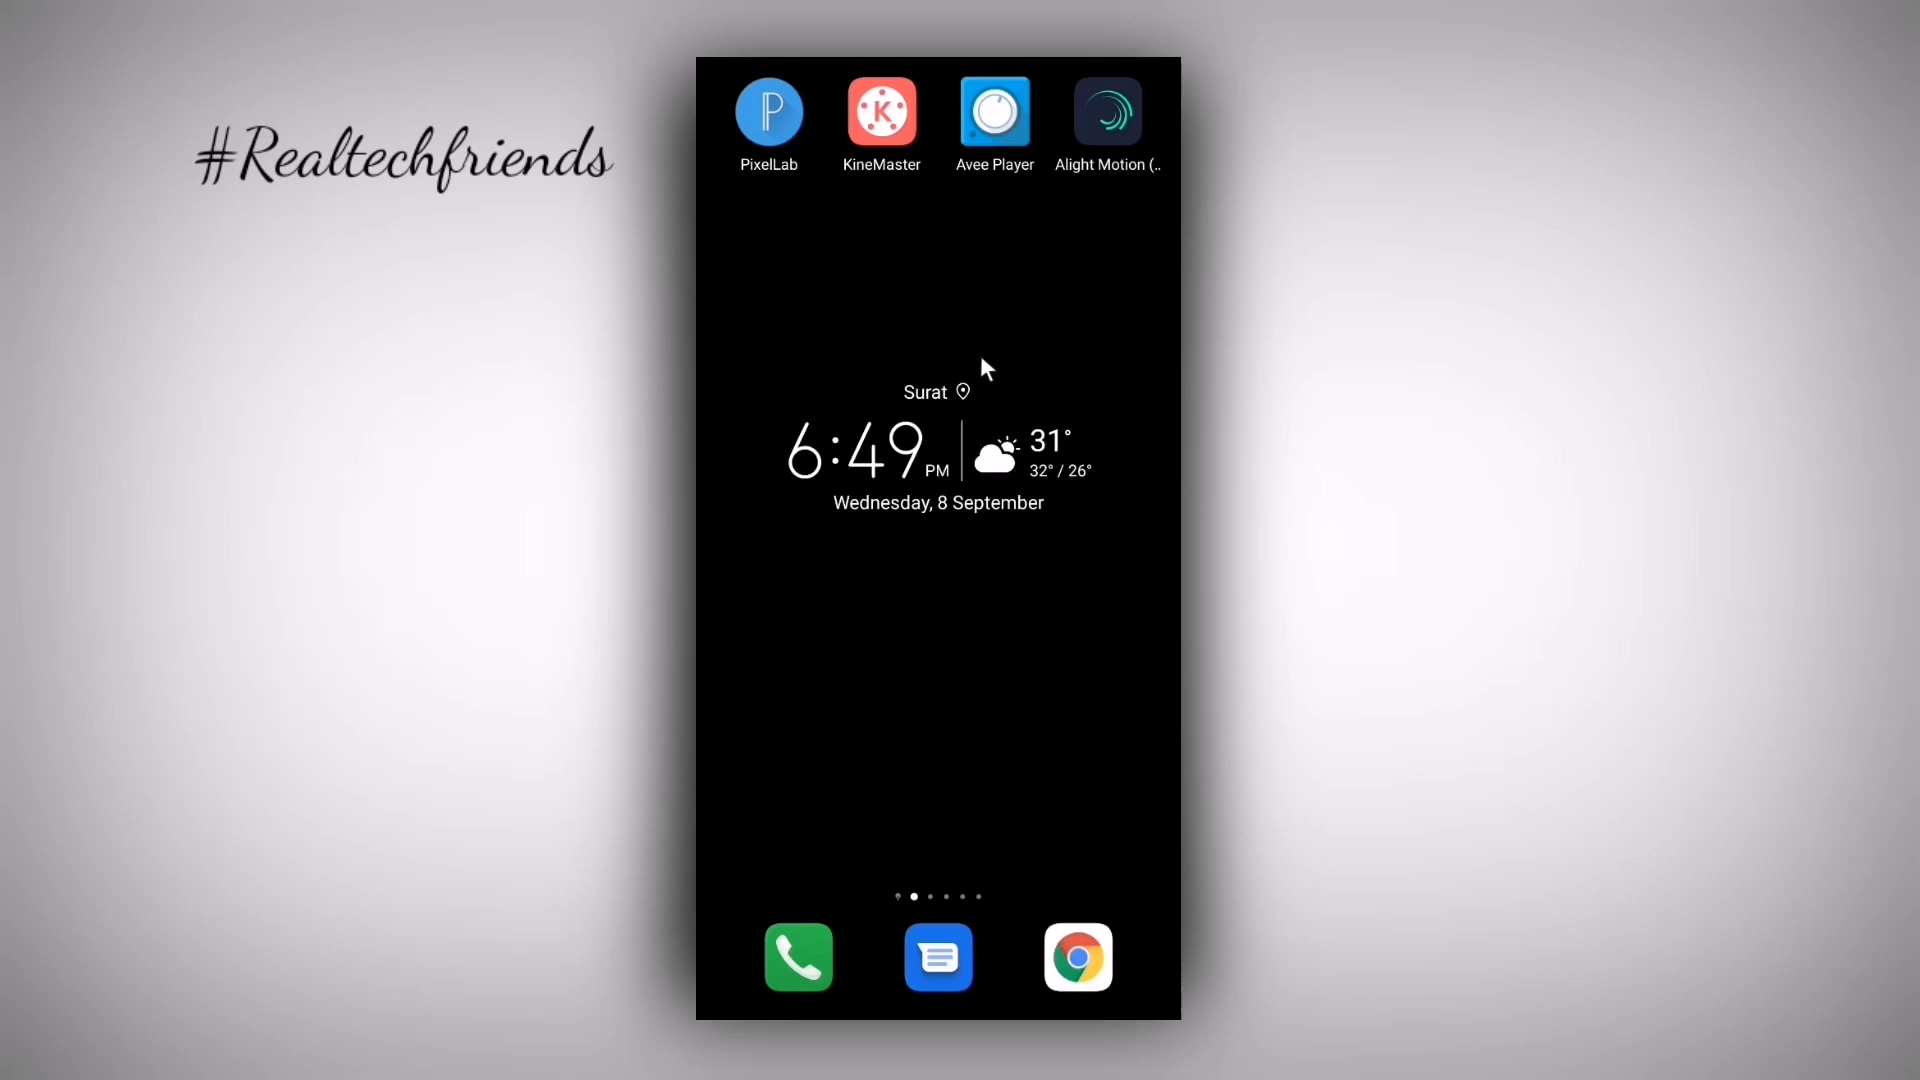 #Realtechfriends
P
K
PixelLab
KineMaster
Avee Player
Alight Motion (..
Surat
6:49 PM
31°
32° / 26°
Wednesday, 8 September